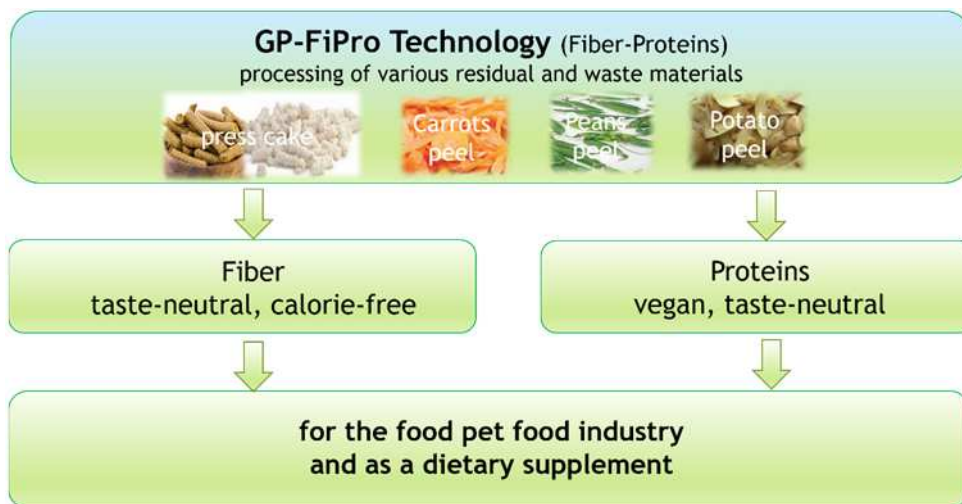 GP-FiPro Technology (Fiber-Proteins)
processing of various residual and waste materials
press cake
Carrots
peel
Peans
peel
Potato
peel
Fiber
taste-neutral, calorie-free
Proteins
vegan, taste-neutral
for the food pet food industry
and as a dietary supplement